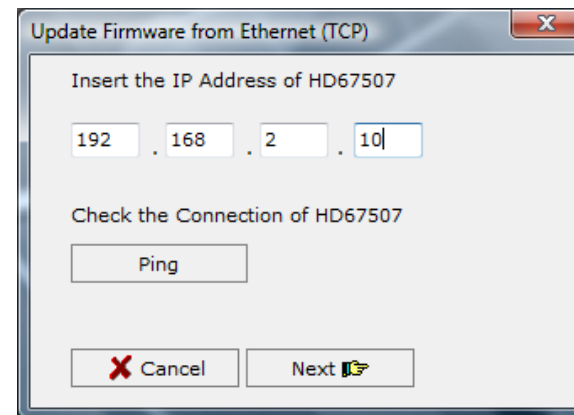 Update Firmware from Ethernet (TCP)
Insert the IP Address of HD67507
192 . 168 . 2 . 10
Check the Connection of HD67507
Ping
Cancel Next